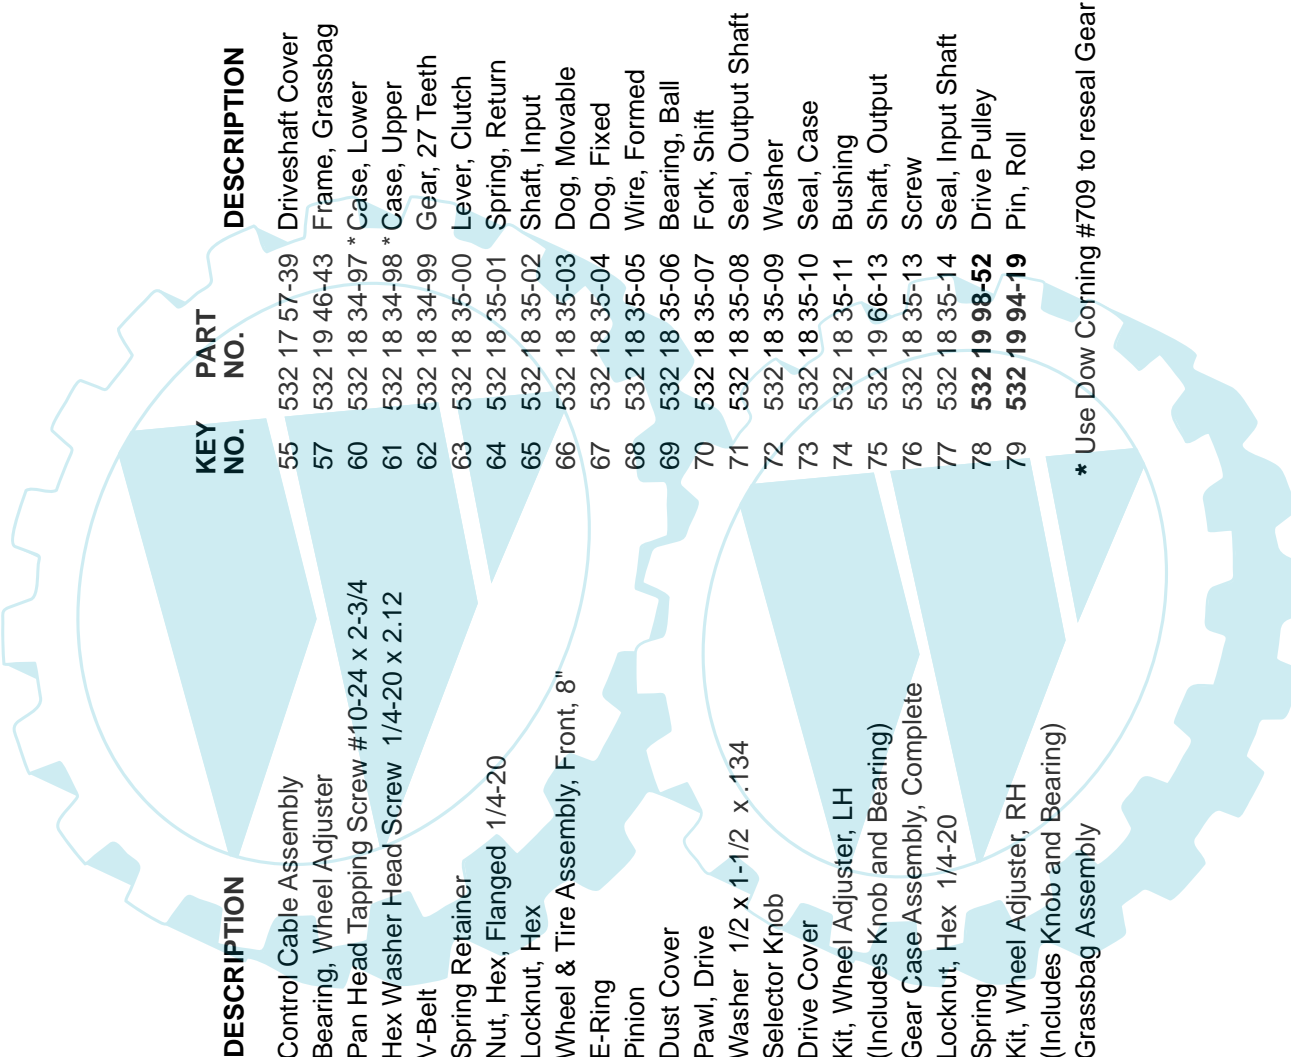 DESCRIPTION
Control Cable Assembly
Bearing, Wheel Adjuster
Pan Head Tapping Screw #10-24 x 2-3/4
Hex Washer Head Screw 1/4-20 x 2.12
V-Belt
Spring Retainer
Nut, Hex, Flanged 1/4-20
Locknut, Hex
Wheel & Tire Assembly, Front, 8"
E-Ring
Pinion
Dust Cover
Pawl, Drive
Washer 1/2 x 1-1/2 x .134
Selector Knob
Drive Cover
Kit, Wheel Adjuster, LH
(Includes Knob and Bearing)
Gear Case Assembly, Complete
Locknut, Hex 1/4-20
Spring
Kit, Wheel Adjuster, RH
(Includes Knob and Bearing)
Grassbag Assembly
KEY PART
NO. NO. DESCRIPTION
55 532 17 57-39 Driveshaft Cover
57 532 19 46-43 Frame, Grassbag
60 532 18 34-97 * Case, Lower
61 532 18 34-98 * Case, Upper
62 532 18 34-99 Gear, 27 Teeth
63 532 18 35-00 Lever, Clutch
64 532 18 35-01 Spring, Return
65 532 18 35-02 Shaft, Input
66 532 18 35-03 Dog, Movable
67 532 18 35-04 Dog, Fixed
68 532 18 35-05 Wire, Formed
69 532 18 35-06 Bearing, Ball
70 532 18 35-07 Fork, Shift
71 532 18 35-08 Seal, Output Shaft
72 532 18 35-09 Washer
73 532 18 35-10 Seal, Case
74 532 18 35-11 Bushing
75 532 19 66-13 Shaft, Output
76 532 18 35-13 Screw
77 532 18 35-14 Seal, Input Shaft
78 532 19 98-52 Drive Pulley
79 532 19 94-19 Pin, Roll
* Use Dow Corning #709 to reseal Gear